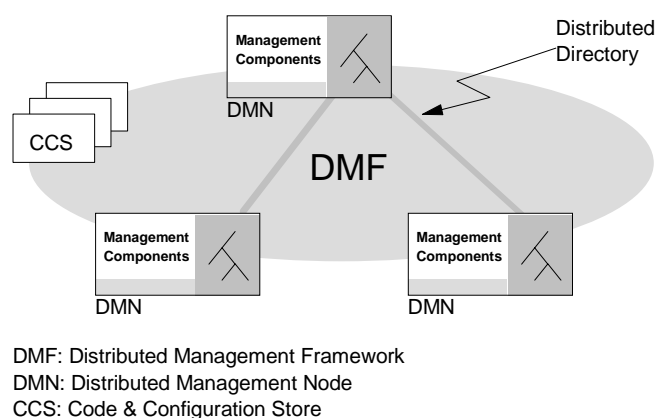 Management
Components
DMN
Distributed
Directory
CCS
DMF
Management
Components
DMN
Management
Components
DMN
DMF: Distributed Management Framework
DMN: Distributed Management Node
CCS: Code & Configuration Store